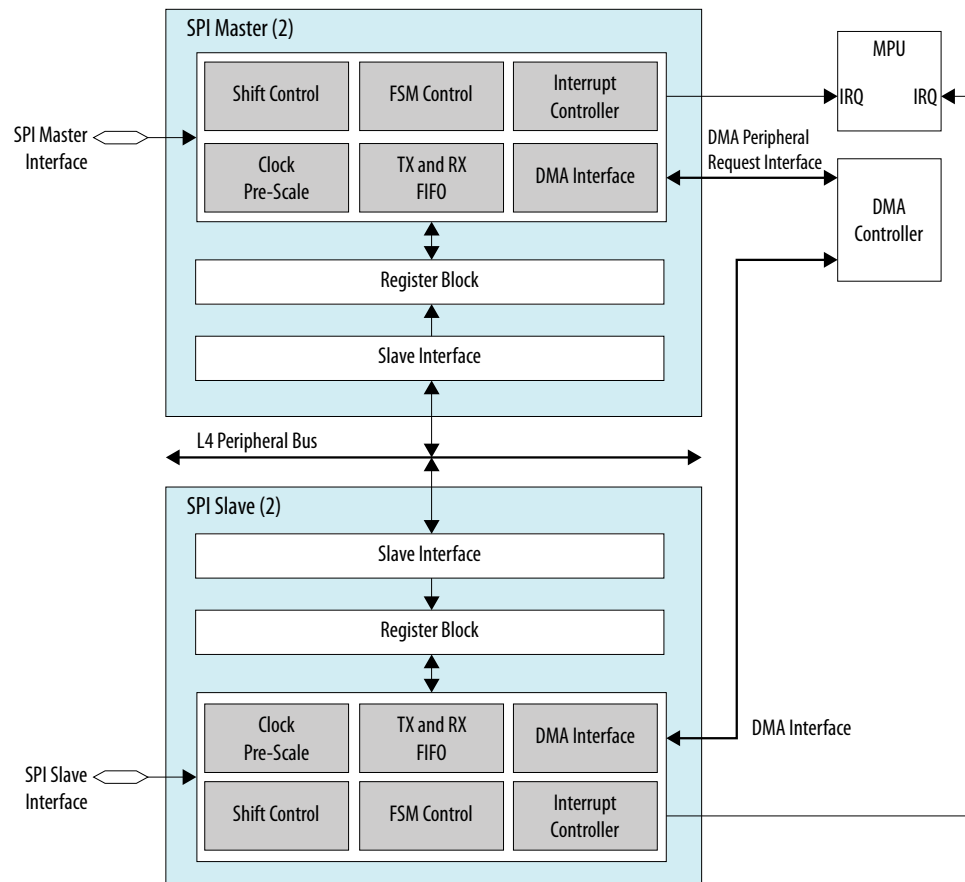 SPI Master (2)
Shift Control
FSM Control
Interrupt
Controller
Clock
Pre-Scale
TX and RX
FIFO
DMA Interface
Register Block
Slave Interface
SPI Master
Interface
MPU
IRQ
IRQ
DMA Peripheral
Request Interface
DMA
Controller
L4 Peripheral Bus
SPI Slave (2)
Slave Interface
Register Block
Clock
Pre-Scale
TX and RX
FIFO
DMA Interface
Shift Control
FSM Control
Interrupt
Controller
SPI Slave
Interface
DMA Interface